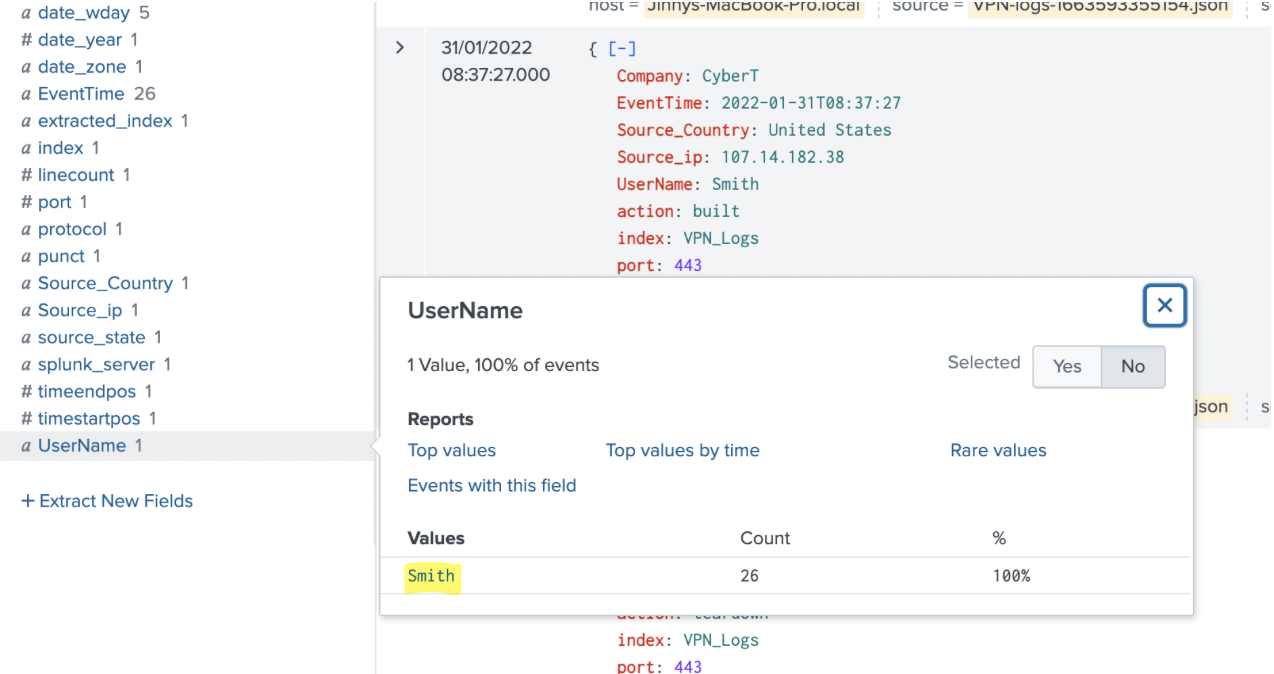 a date_wday 5
# date_year 1
a date_zone 1
a EventTime 26
a extracted_index 1
a index 1
# linecount 1
# port 1
a protocol 1
a punct 1
a Source_Country 1
a Source_ip 1
a source_state 1
a splunk_server 1
# timeendpos 1
# timestartpos 1
a UserName 1
+ Extract New Fields
host = Jinnys-MacBook-Pro.local source = VPN-logs-1663593355154.json s
> 31/01/2022 { [-]
08:37:27.000
Company: CyberT
EventTime: 2022-01-31T08:37:27
Source_Country: United States
Source_ip: 107.14.182.38
UserName: Smith
action: built
index: VPN_Logs
port: 443
UserName
1 Value, 100% of events
Selected Yes No
Reports
Top values Top values by time Rare values
Events with this field
Values Count %
Smith 26 100%
json s
action: teardown
index: VPN_Logs
port: 443